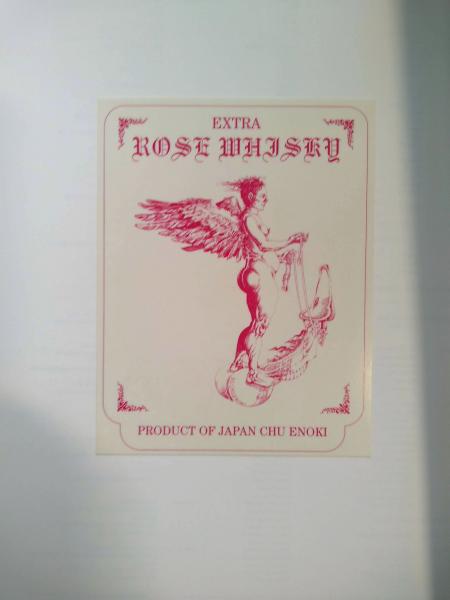 EXTRA
ROSE WHISKY
PRODUCT OF JAPAN CHU ENOKI